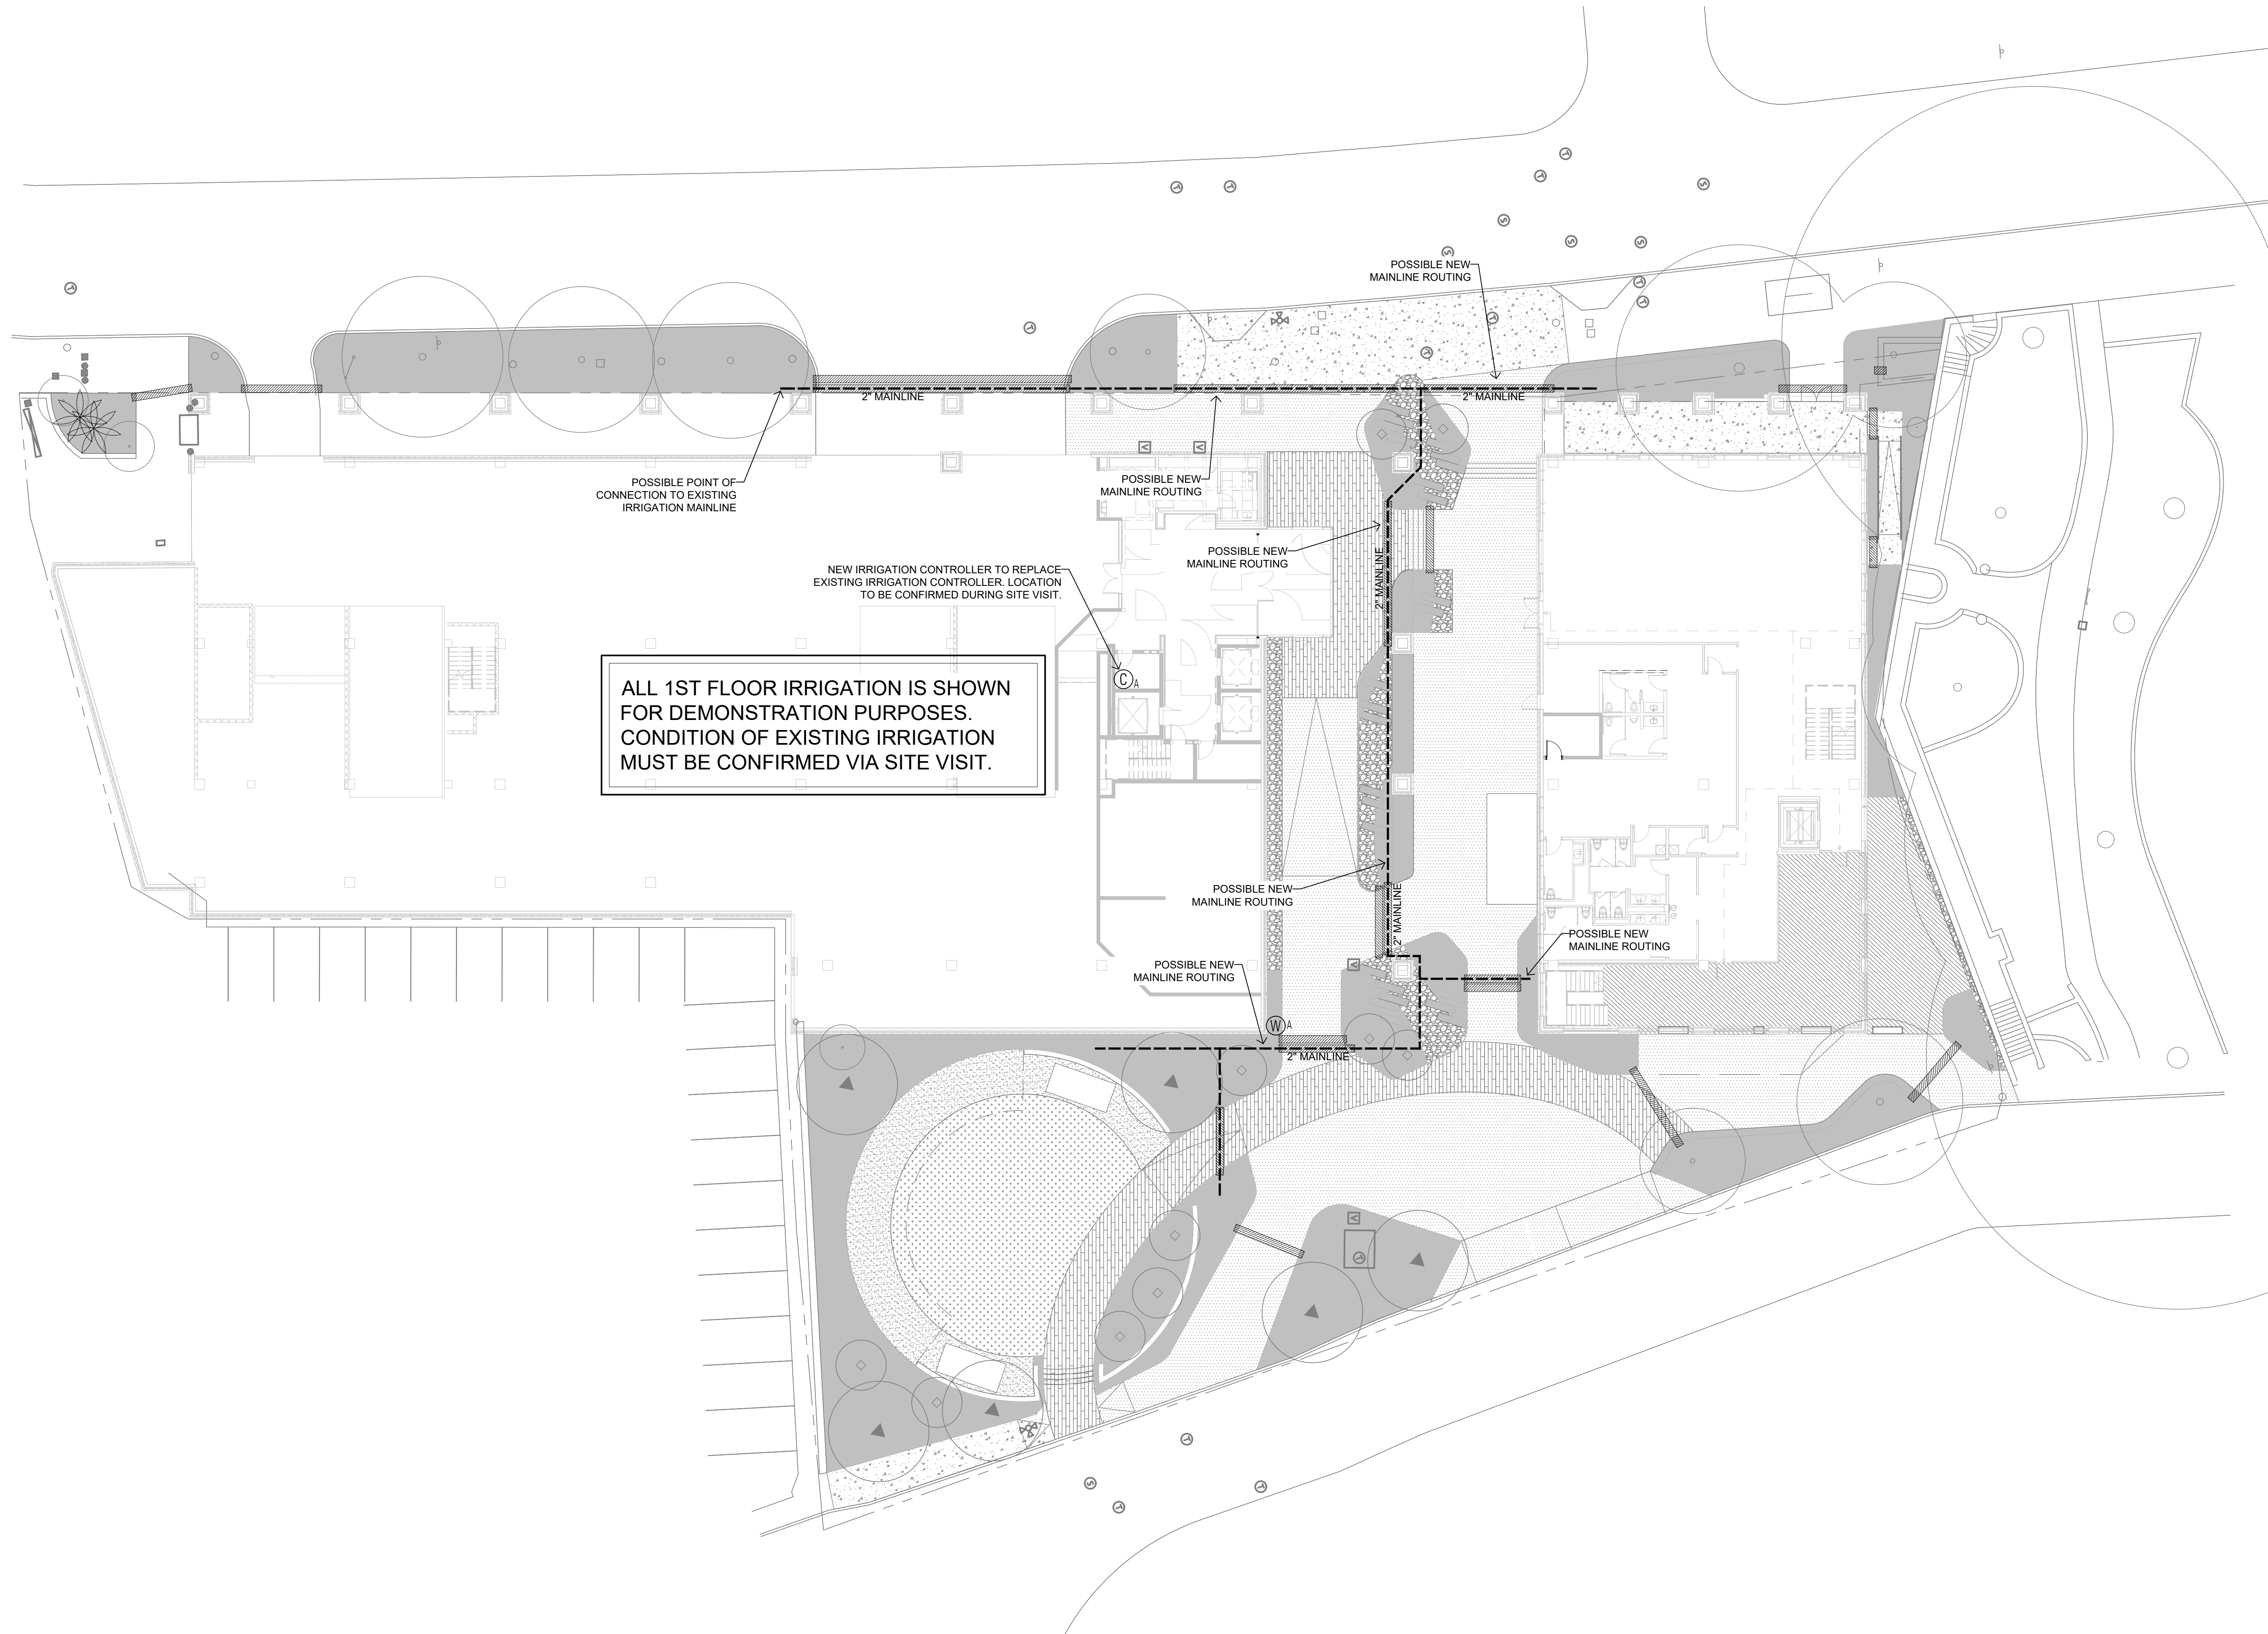 POSSIBLE NEW
MAINLINE ROUTING
2" MAINLINE
2" MAINLINE
POSSIBLE POINT OF
CONNECTION TO EXISTING
IRRIGATION MAINLINE
POSSIBLE NEW
MAINLINE ROUTING
POSSIBLE NEW
MAINLINE ROUTING
2" MAINLINE
NEW IRRIGATION CONTROLLER TO REPLACE
EXISTING IRRIGATION CONTROLLER. LOCATION
TO BE CONFIRMED DURING SITE VISIT.
C A
ALL 1ST FLOOR IRRIGATION IS SHOWN
FOR DEMONSTRATION PURPOSES.
CONDITION OF EXISTING IRRIGATION
MUST BE CONFIRMED VIA SITE VISIT.
POSSIBLE NEW
MAINLINE ROUTING
2" MAINLINE
POSSIBLE NEW
MAINLINE ROUTING
POSSIBLE NEW
MAINLINE ROUTING
W A
2" MAINLINE
T
T
T
T
S
S
S
S
S
T
T
T
T
T
T
V
V
V
V
T
T
S
T
T